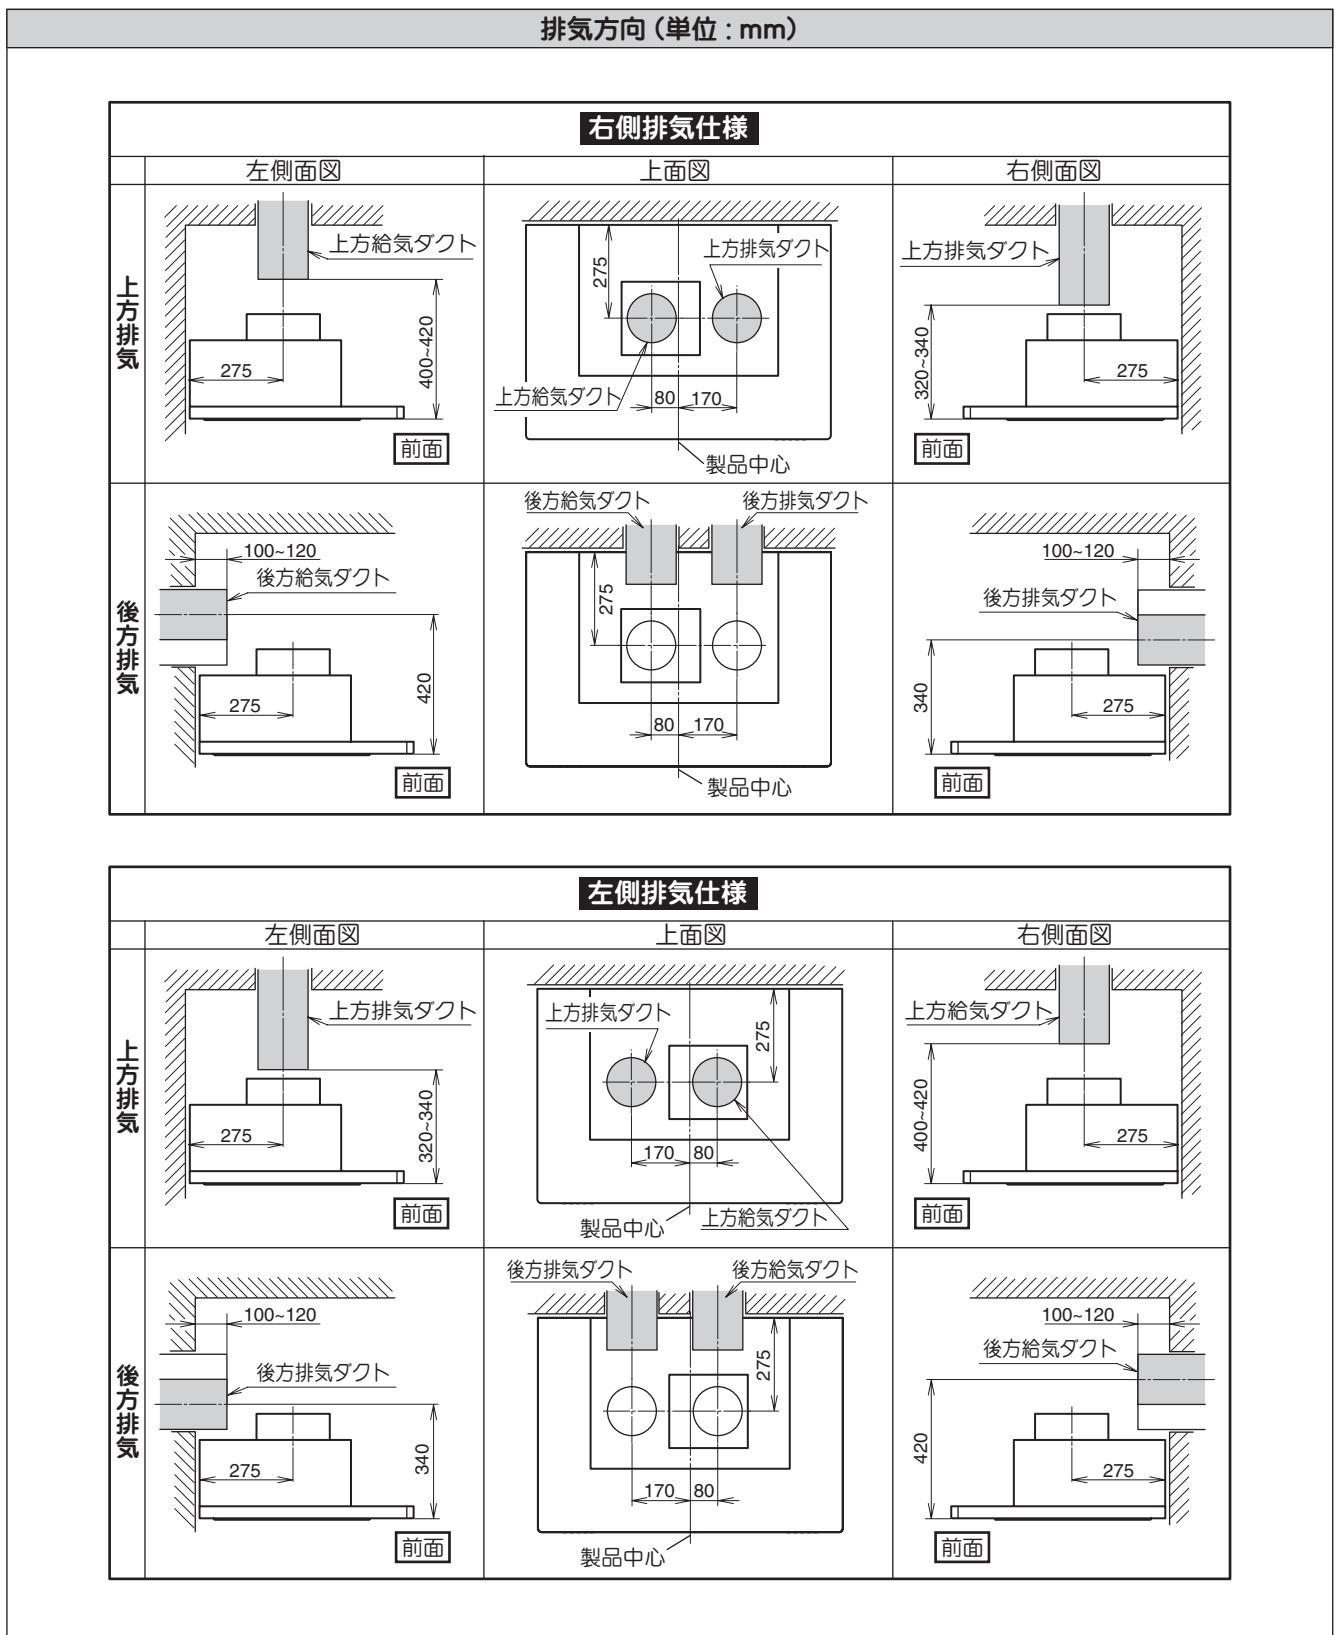 排気方向（単位：mm）
右側排気仕様
左側面図
上面図
右側面図
上方排気
上方給気ダクト
275
400~420
前面
275
上方排気ダクト
上方給気ダクト
80
170
製品中心
上方排気ダクト
320~340
275
前面
後方排気
100~120
後方給気ダクト
275
420
前面
後方給気ダクト
後方排気ダクト
275
80
170
製品中心
100~120
後方排気ダクト
340
275
前面
左側排気仕様
左側面図
上面図
右側面図
上方排気
上方排気ダクト
275
320~340
前面
上方排気ダクト
275
170
80
上方給気ダクト
製品中心
上方給気ダクト
400~420
275
前面
後方排気
100~120
後方排気ダクト
275
340
前面
後方排気ダクト
後方給気ダクト
275
170
80
製品中心
100~120
後方給気ダクト
420
275
前面